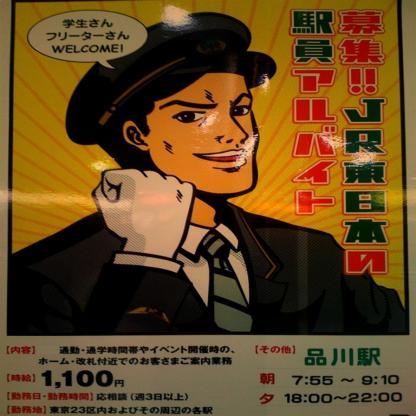 学生さん
フリーターさん
WELCOME!
募集!!JR東日本の
駅員アルバイト
【内容】 通勤・通学時間帯やイベント開催時の、
ホーム・改札付近でのお客さまご案内業務
【時給】1,100円
【勤務日・勤務時間】応相談(週3日以上)
【勤務地】東京23区内およびその周辺の各駅
【その他】 品川駅
朝 7:55 ～ 9:10
夕 18:00～22:00